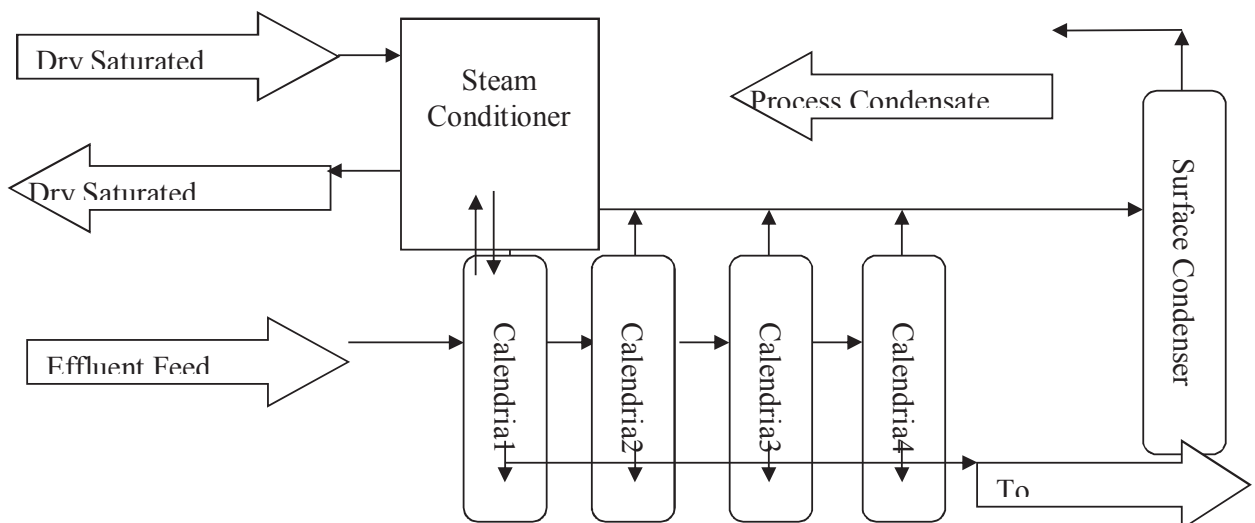 Dry Saturated
Steam
Conditioner
Process Condensate
Dry Saturated
Surface Condenser
Effluent Feed
Calendria1
Calendria2
Calendria3
Calendria4
To